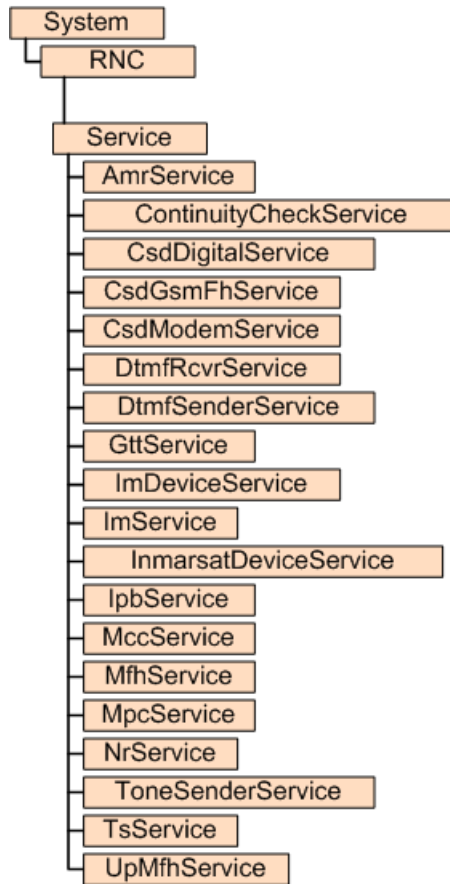 System
RNC
Service
AmrService
ContinuityCheckService
CsdDigitalService
CsdGsmFhService
CsdModemService
DtmfRcvrService
DtmfSenderService
GttService
ImDeviceService
ImService
InmarsatDeviceService
IpbService
MccService
MfhService
MpcService
NrService
ToneSenderService
TsService
UpMfhService